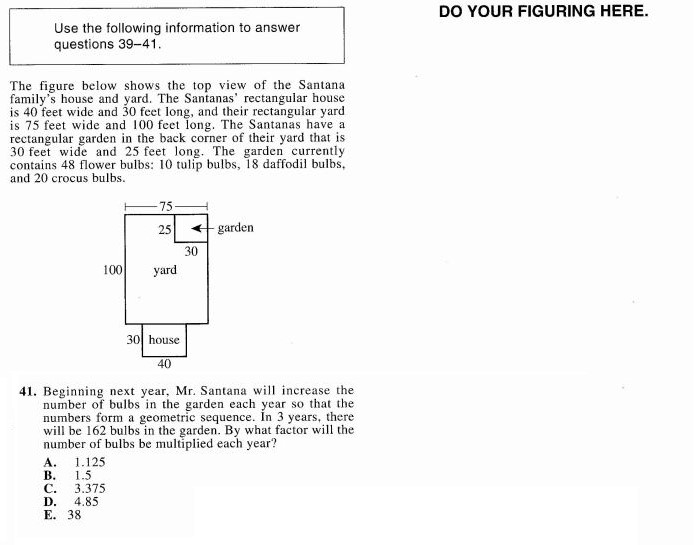 DO YOUR FIGURING HERE.
Use the following information to answer
questions 39–41.
The figure below shows the top view of the Santana
family's house and yard. The Santanas' rectangular house
is 40 feet wide and 30 feet long, and their rectangular yard
is 75 feet wide and 100 feet long. The Santanas have a
rectangular garden in the back corner of their yard that is
30 feet wide and 25 feet long. The garden currently
contains 48 flower bulbs: 10 tulip bulbs, 18 daffodil bulbs,
and 20 crocus bulbs.
75
25
garden
30
100
yard
30
house
40
41. Beginning next year, Mr. Santana will increase the
number of bulbs in the garden each year so that the
numbers form a geometric sequence. In 3 years, there
will be 162 bulbs in the garden. By what factor will the
number of bulbs be multiplied each year?
A. 1.125
B. 1.5
C. 3.375
D. 4.85
E. 38